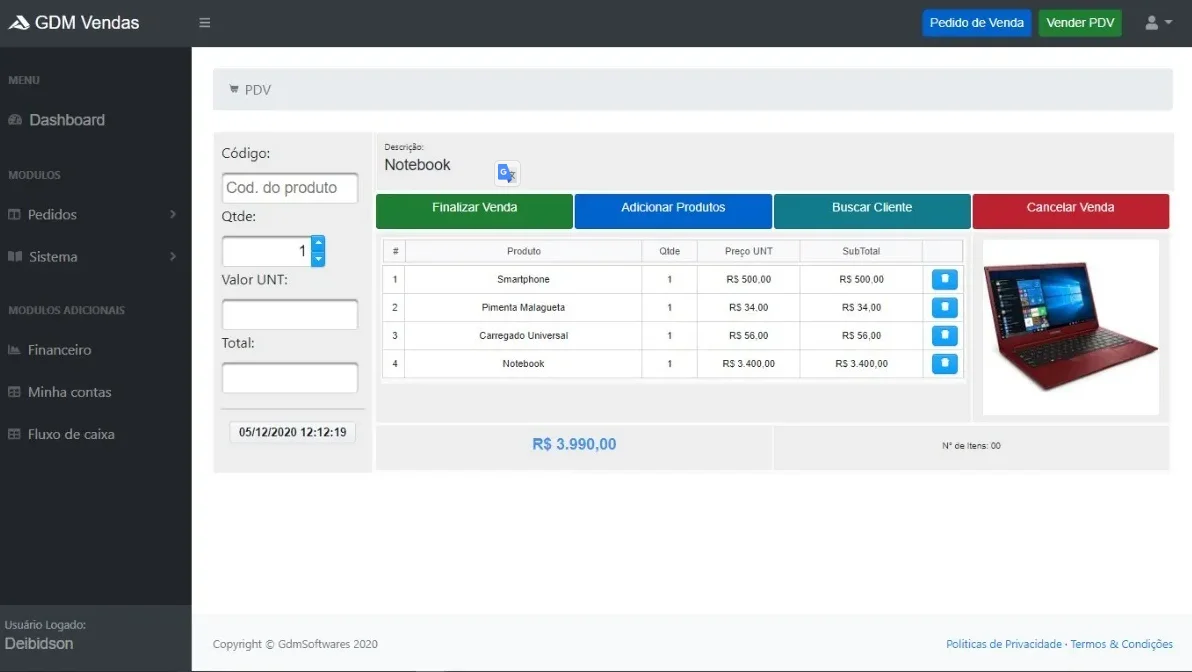 GDM Vendas
Pedido de Venda
Vender PDV
MENU
Dashboard
MODULOS
Pedidos
Sistema
MODULOS ADICIONAIS
Financeiro
Minha contas
Fluxo de caixa
Usuário Logado:
Deibidson
PDV
Código:
Cod. do produto
Qtde:
1
Valor UNT:
Total:
05/12/2020 12:12:19
Descrição:
Notebook
Finalizar Venda Adicionar Produtos Buscar Cliente Cancelar Venda
# Produto Qtde Preço UNT SubTotal
1 Smartphone 1 R$ 500,00 R$ 500,00
2 Pimenta Malagueta 1 R$ 34,00 R$ 34,00
3 Carregado Universal 1 R$ 56,00 R$ 56,00
4 Notebook 1 R$ 3.400,00 R$ 3.400,00
R$ 3.990,00
N° de Itens: 00
Copyright © GdmSoftwares 2020
Politicas de Privacidade · Termos & Condições